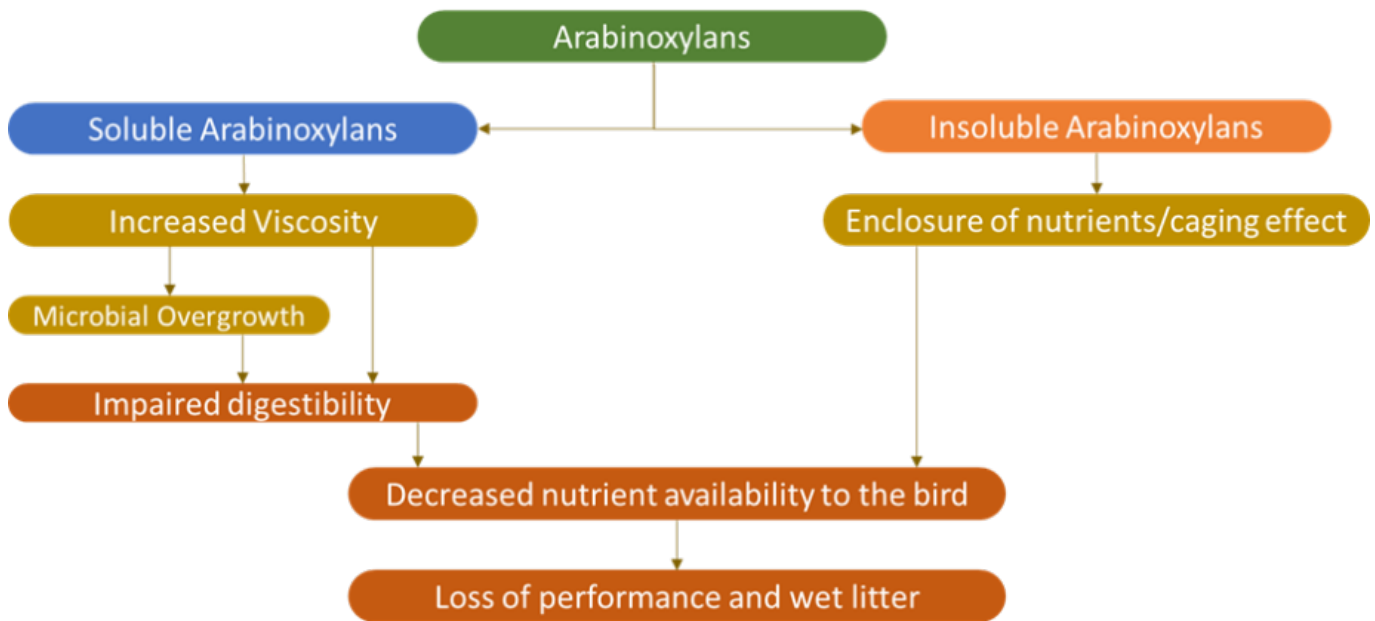 Arabinoxylans
Soluble Arabinoxylans
Insoluble Arabinoxylans
Increased Viscosity
Enclosure of nutrients/caging effect
Microbial Overgrowth
Impaired digestibility
Decreased nutrient availability to the bird
Loss of performance and wet litter